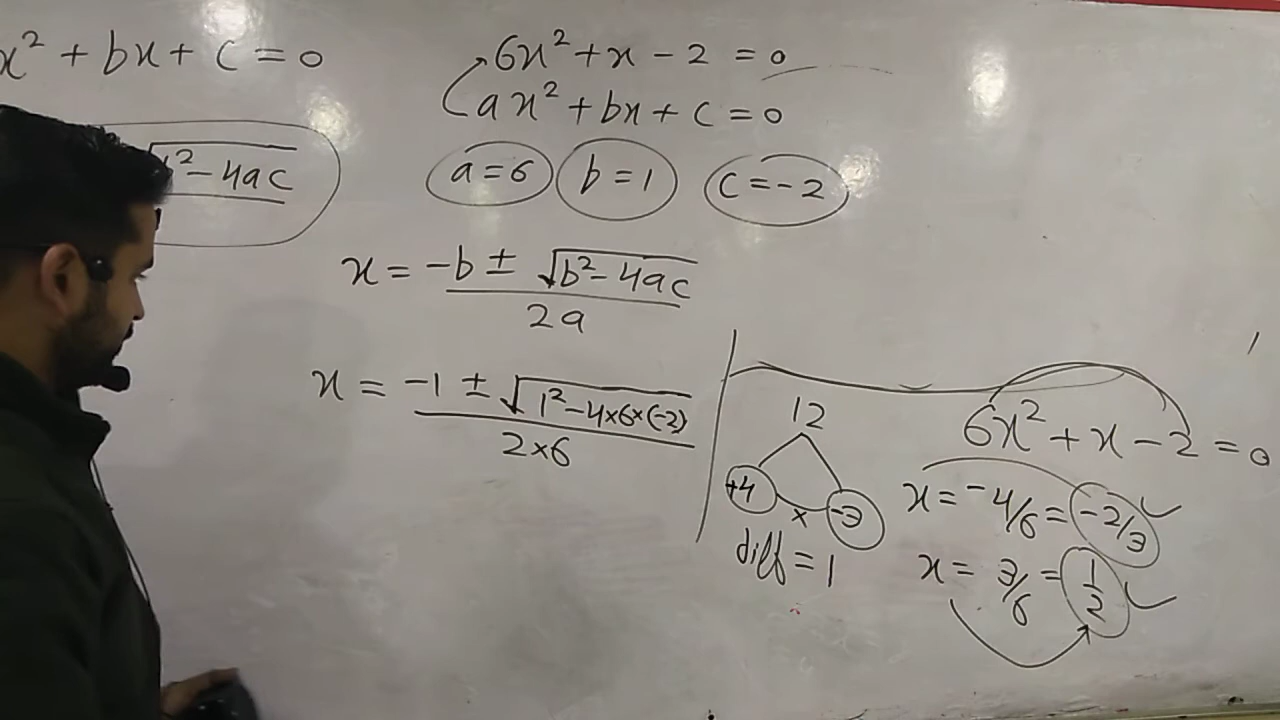 x² + bx + c = 0
√b² - 4ac
6x² + x - 2 = 0
ax² + bx + c = 0
a = 6 b = 1 c = -2
x = -b ± √b² - 4ac
2a
x = -1 ± √1² - 4×6×(-2)
2×6
12
+4 × -3
diff = 1
6x² + x - 2 = 0
x = -4/6 = -2/3
x = 3/6 = 1/2